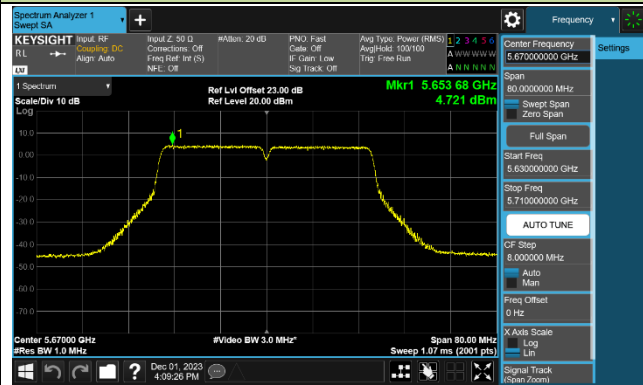 Spectrum Analyzer 1
Swept SA
Frequency
KEYSIGHT
RL
Input: RF
Coupling: DC
Align: Auto
Input Z: 50 Ω
Corrections: Off
Freq Ref: Int (S)
NFE: Off
#Atten: 20 dB
PNO: Fast
Gate: Off
IF Gain: Low
Sig Track: Off
Avg Type: Power (RMS)
Avg|Hold: 100/100
Trig: Free Run
1 2 3 4 5 6
A W W W W W
A N N N N N
LXI
1 Spectrum
Scale/Div 10 dB
Ref Lvl Offset 23.00 dB
Ref Level 20.00 dBm
Mkr1 5.653 68 GHz
4.721 dBm
Log
1
10.0
0.00
-10.0
-20.0
-30.0
-40.0
-50.0
-60.0
-70.0
Center 5.67000 GHz
#Res BW 1.0 MHz
#Video BW 3.0 MHz*
Span 80.00 MHz
Sweep 1.07 ms (2001 pts)
Dec 01, 2023
4:09:26 PM
Center Frequency
5.670000000 GHz
Settings
Span
80.0000000 MHz
Swept Span
Zero Span
Full Span
Start Freq
5.630000000 GHz
Stop Freq
5.710000000 GHz
AUTO TUNE
CF Step
8.000000 MHz
Auto
Man
Freq Offset
0 Hz
X Axis Scale
Log
Lin
Signal Track
(Span Zoom)